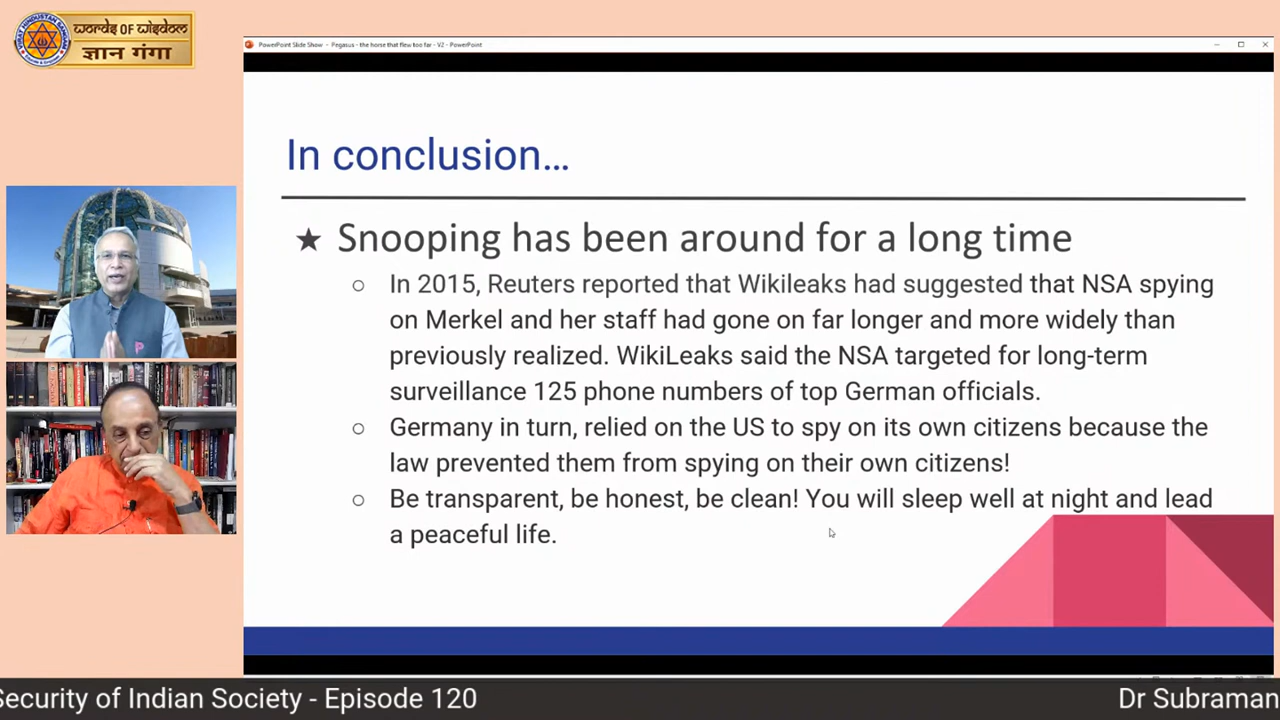 VIRAT HINDUSTAN SANGAM
WORDS OF WISDOM
ज्ञान गंगा
PowerPoint Slide Show - Pegasus - the horse that flew too far - V2 - PowerPoint
In conclusion…
★ Snooping has been around for a long time
○ In 2015, Reuters reported that Wikileaks had suggested that NSA spying
on Merkel and her staff had gone on far longer and more widely than
previously realized. WikiLeaks said the NSA targeted for long-term
surveillance 125 phone numbers of top German officials.
○ Germany in turn, relied on the US to spy on its own citizens because the
law prevented them from spying on their own citizens!
○ Be transparent, be honest, be clean! You will sleep well at night and lead
a peaceful life.
Security of Indian Society - Episode 120
Dr Subraman